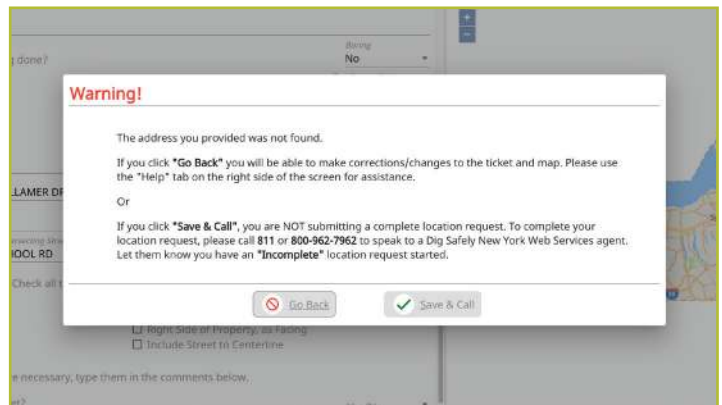 +
−
done?
Boring
No
Warning!
The address you provided was not found.
If you click "Go Back" you will be able to make corrections/changes to the ticket and map. Please use
the "Help" tab on the right side of the screen for assistance.
Or
If you click "Save & Call", you are NOT submitting a complete location request. To complete your
location request, please call 811 or 800-962-7962 to speak to a Dig Safely New York Web Services agent.
Let them know you have an "Incomplete" location request started.
Go Back
Save & Call
LAMER DR
OOL RD
Check all t
Right Side of Property, as Facing
Include Street to Centerline
e necessary, type them in the comments below.